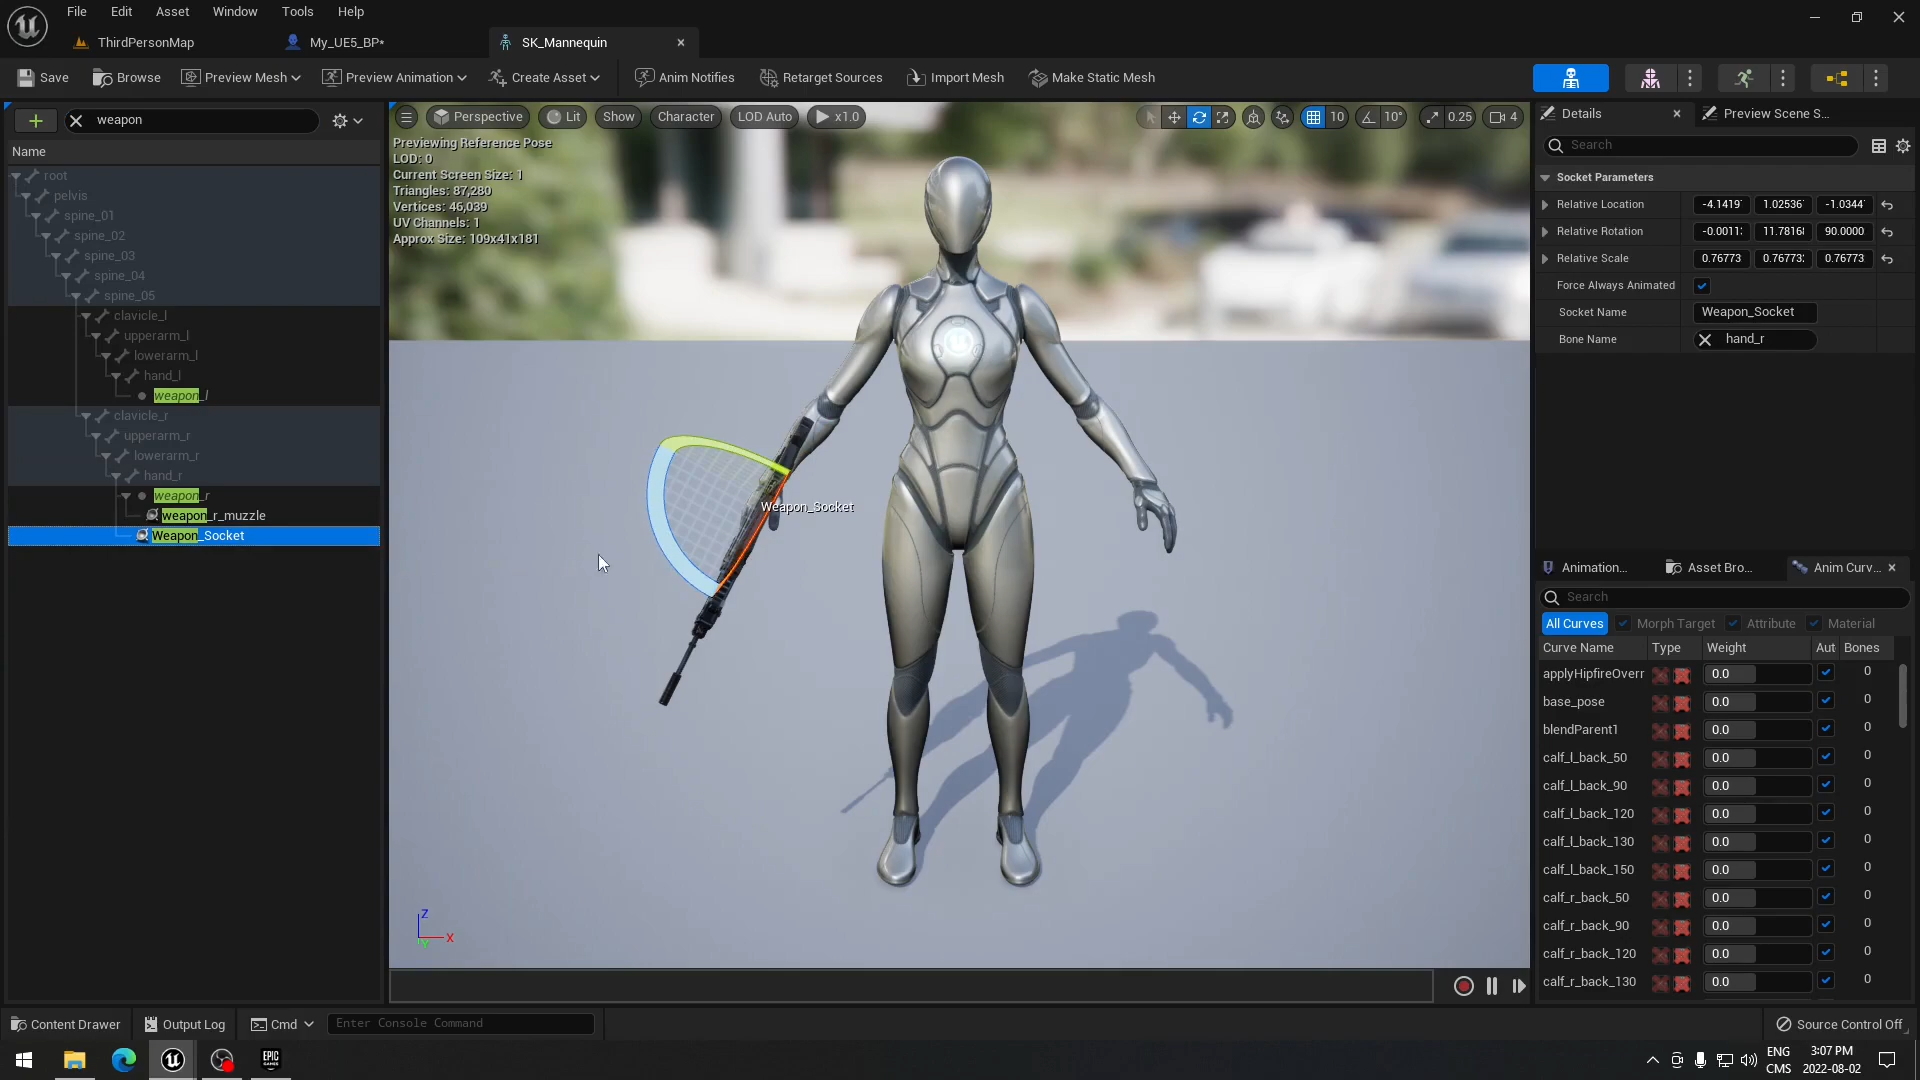 File Edit Asset Window Tools Help
ThirdPersonMap My_UE5_BP* SK_Mannequin
Save Browse Preview Mesh Preview Animation Create Asset Anim Notifies Retarget Sources Import Mesh Make Static Mesh
weapon
Name
root
pelvis
spine_01
spine_02
spine_03
spine_04
spine_05
clavicle_l
upperarm_l
lowerarm_l
hand_l
weapon_l
clavicle_r
upperarm_r
lowerarm_r
hand_r
weapon_r
weapon_r_muzzle
Weapon_Socket
Perspective Lit Show Character LOD Auto x1.0 10 10° 0.25 4
Previewing Reference Pose
LOD: 0
Current Screen Size: 1
Triangles: 87,280
Vertices: 46,039
UV Channels: 1
Approx Size: 109x41x181
Weapon_Socket
Z
X
Y
Details Preview Scene S...
Search
Socket Parameters
Relative Location -4.1419 1.02536 -1.0344
Relative Rotation -0.0011 11.7816 90.0000
Relative Scale 0.76773 0.76773 0.76773
Force Always Animated
Socket Name Weapon_Socket
Bone Name hand_r
Animation... Asset Bro... Anim Curv...
Search
All Curves Morph Target Attribute Material
Curve Name Type Weight Aut Bones
applyHipfireOverr 0.0 0
base_pose 0.0 0
blendParent1 0.0 0
calf_l_back_50 0.0 0
calf_l_back_90 0.0 0
calf_l_back_120 0.0 0
calf_l_back_130 0.0 0
calf_l_back_150 0.0 0
calf_r_back_50 0.0 0
calf_r_back_90 0.0 0
calf_r_back_120 0.0 0
calf_r_back_130 0.0 0
Content Drawer Output Log Cmd Enter Console Command Source Control Off
EPIC GAMES
ENG 3:07 PM
CMS 2022-08-02